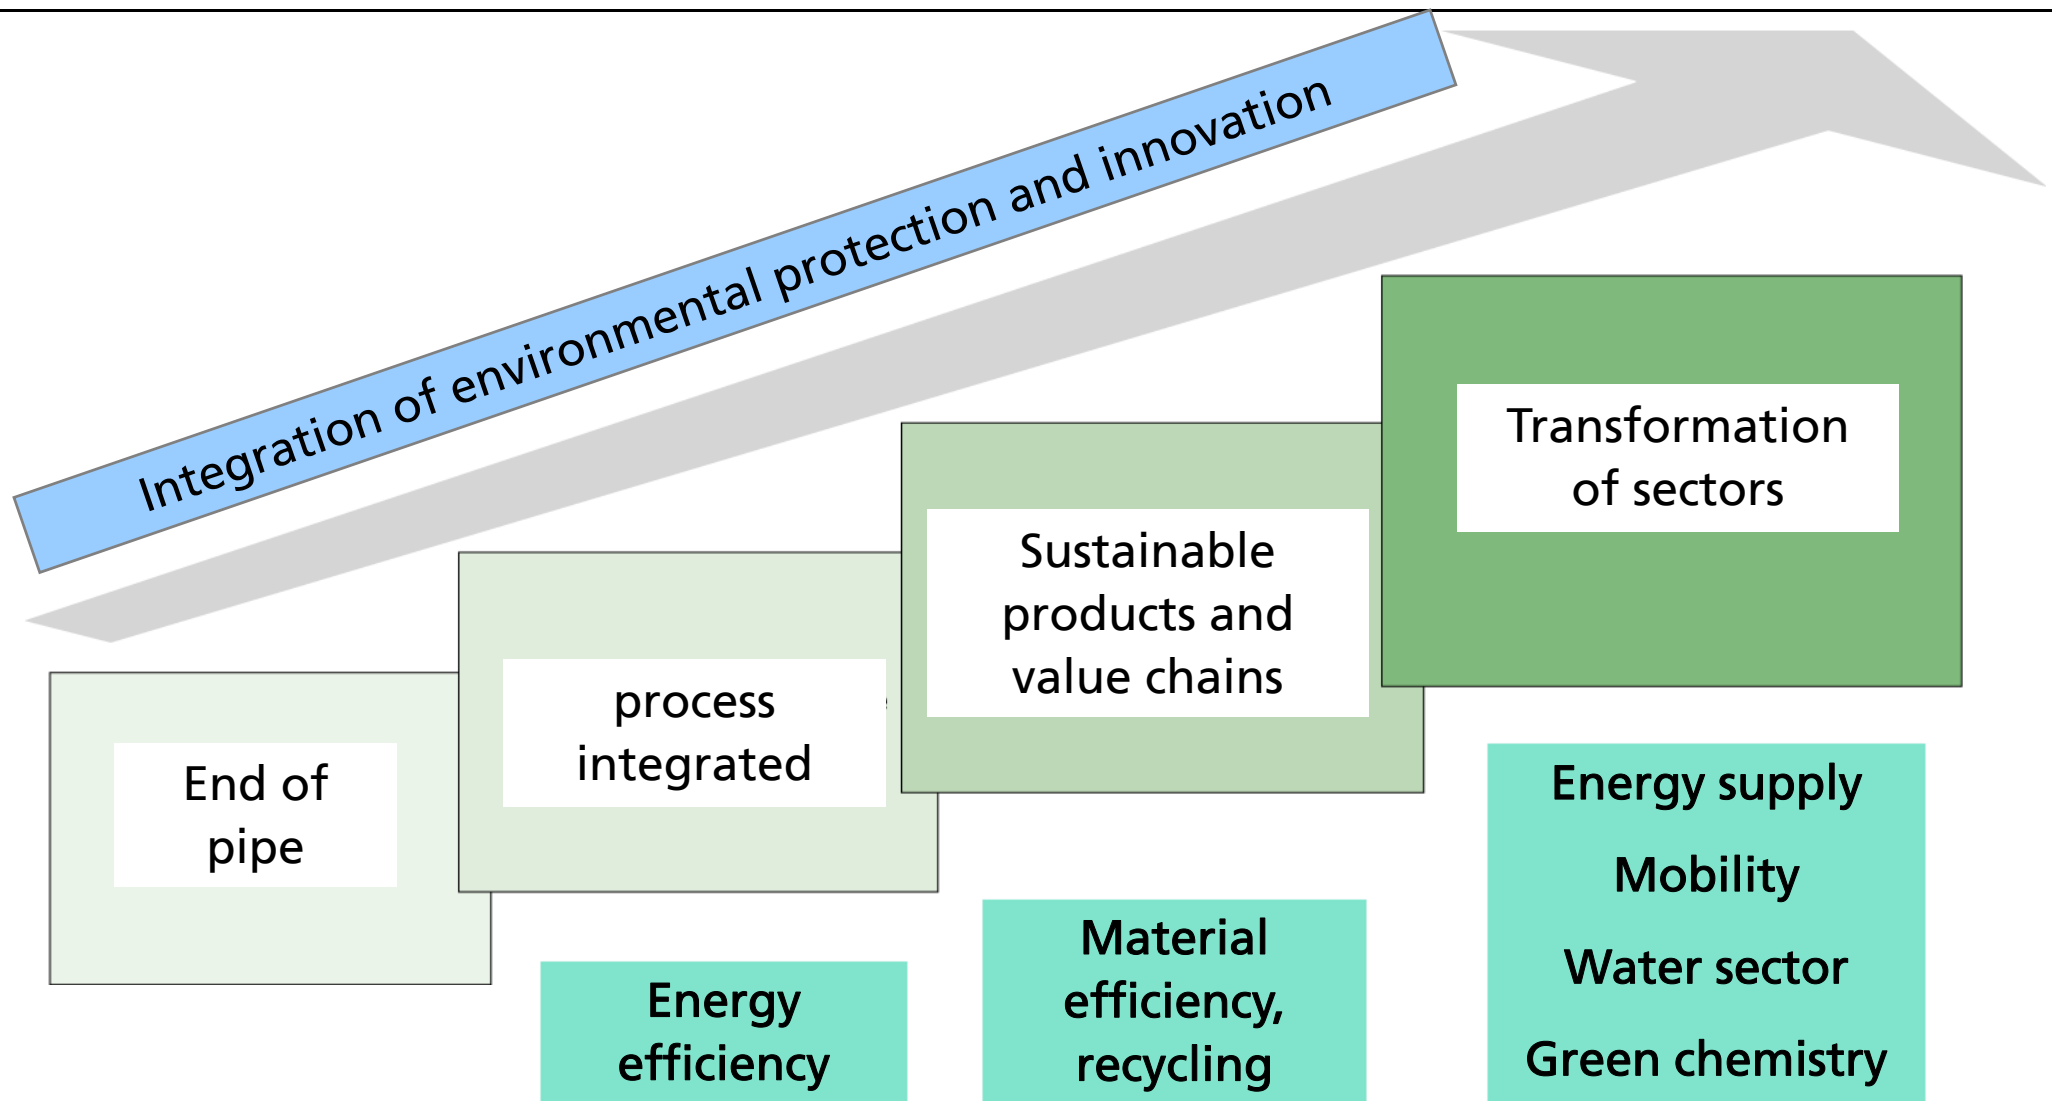 Integration of environmental protection and innovation
Transformation
of sectors
Sustainable
products and
value chains
process
integrated
End of
pipe
Energy supply
Mobility
Water sector
Green chemistry
Material
efficiency,
recycling
Energy
efficiency